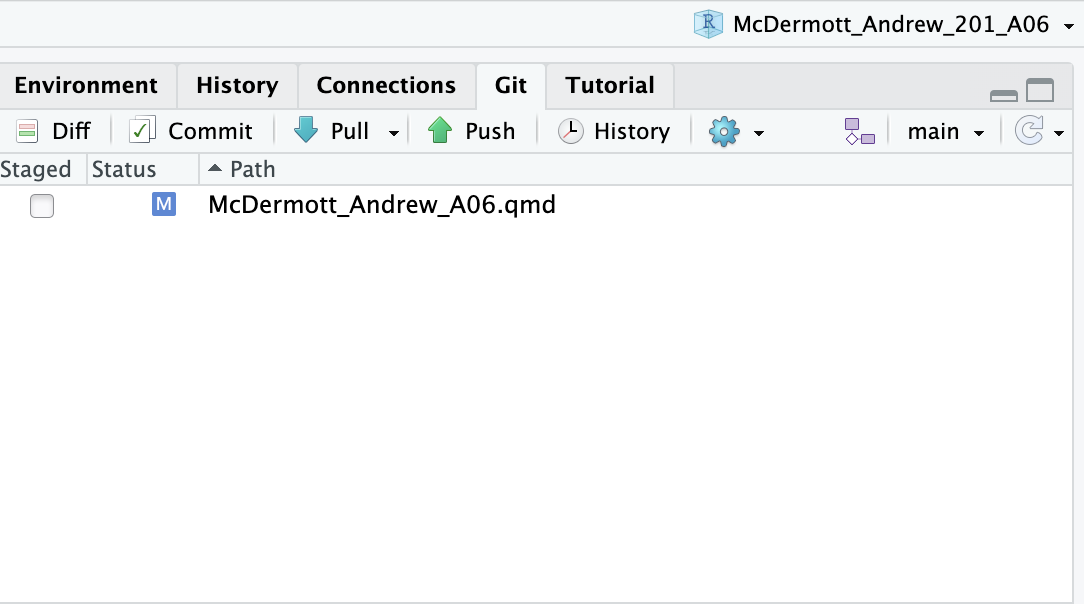 McDermott_Andrew_201_A06
Environment History Connections Git Tutorial
Diff Commit Pull Push History main
Staged Status Path
M McDermott_Andrew_A06.qmd